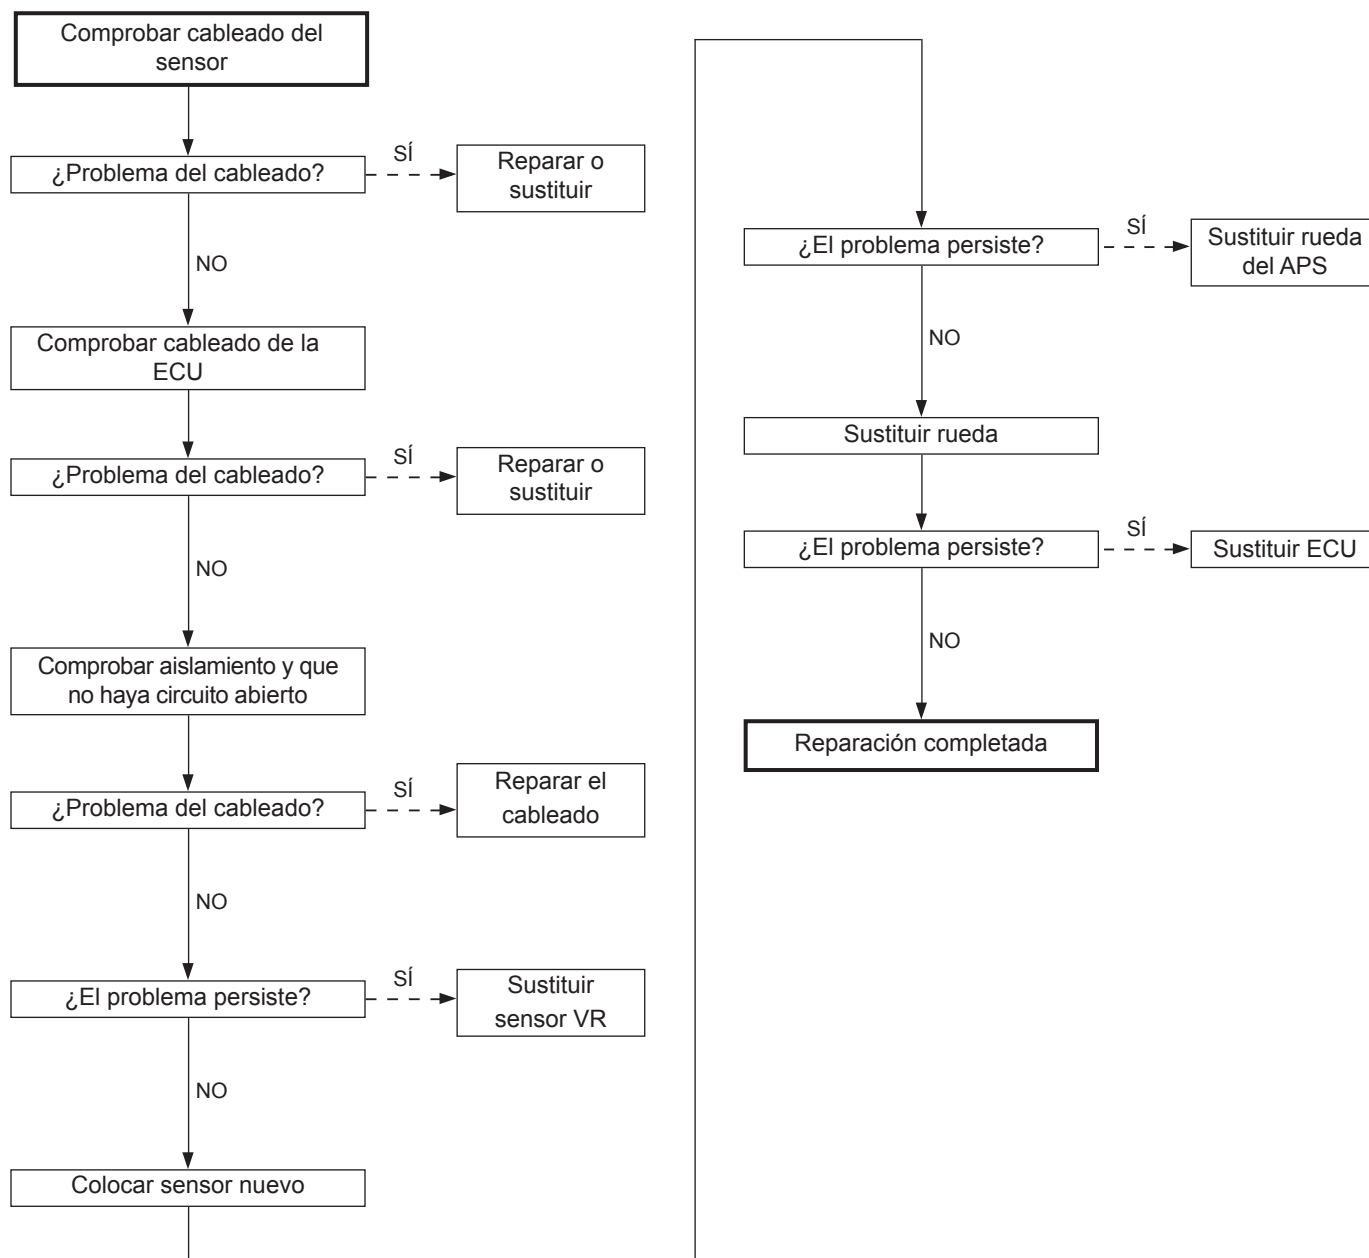 Comprobar cableado del
sensor
¿Problema del cableado?
SÍ
Reparar o
sustituir
NO
Comprobar cableado de la
ECU
¿Problema del cableado?
SÍ
Reparar o
sustituir
NO
Comprobar aislamiento y que
no haya circuito abierto
¿Problema del cableado?
SÍ
Reparar el
cableado
NO
¿El problema persiste?
SÍ
Sustituir
sensor VR
NO
Colocar sensor nuevo
¿El problema persiste?
SÍ
Sustituir rueda
del APS
NO
Sustituir rueda
¿El problema persiste?
SÍ
Sustituir ECU
NO
Reparación completada